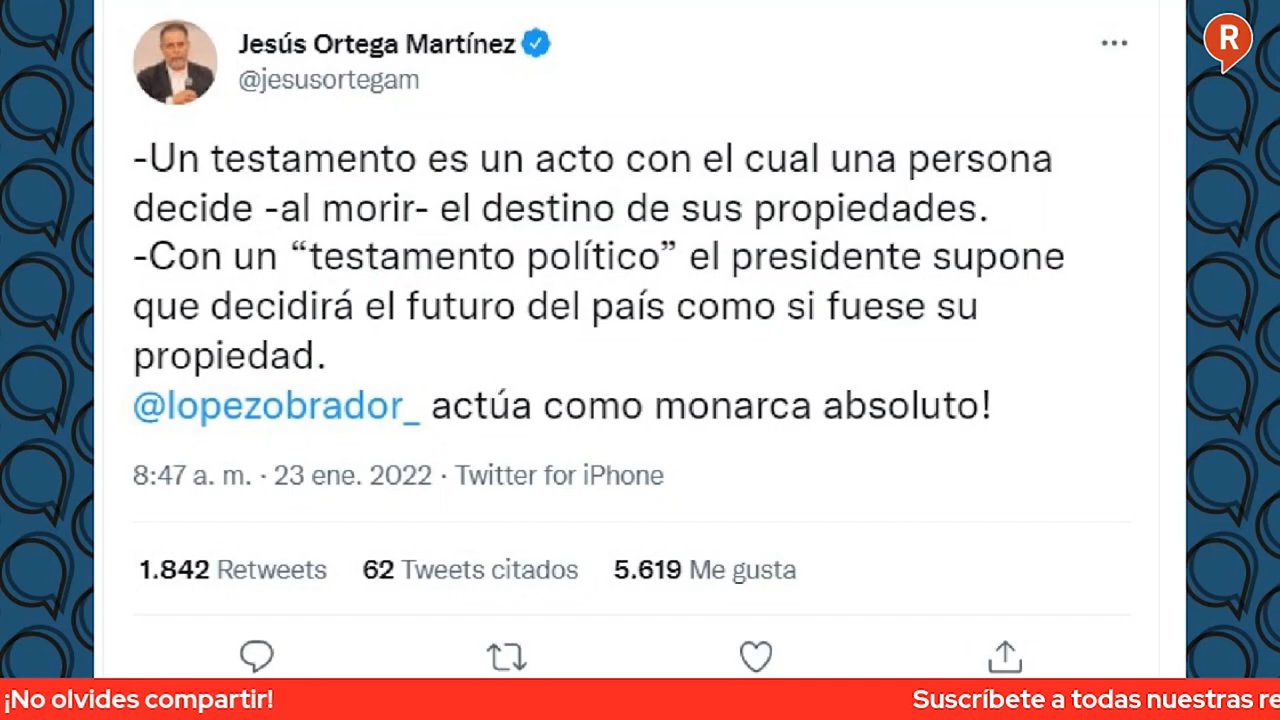 Jesús Ortega Martínez
@jesusortegam
R
-Un testamento es un acto con el cual una persona
decide -al morir- el destino de sus propiedades.
-Con un “testamento político” el presidente supone
que decidirá el futuro del país como si fuese su
propiedad.
@lopezobrador_ actúa como monarca absoluto!
8:47 a. m. · 23 ene. 2022 · Twitter for iPhone
1.842 Retweets 62 Tweets citados 5.619 Me gusta
¡No olvides compartir! Suscríbete a todas nuestras re